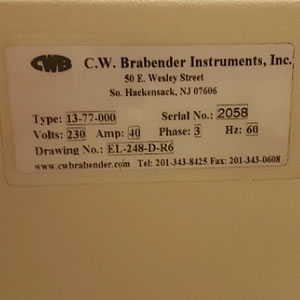 CWB C.W. Brabender Instruments, Inc.
50 E. Wesley Street
So. Hackensack, NJ 07606
Type: 13-77-000 Serial No.: 2058
Volts: 230 Amp: 40 Phase: 3 Hz: 60
Drawing No.: EL-248-D-R6
www.cwbrabender.com Tel: 201-343-8425 Fax: 201-343-0608